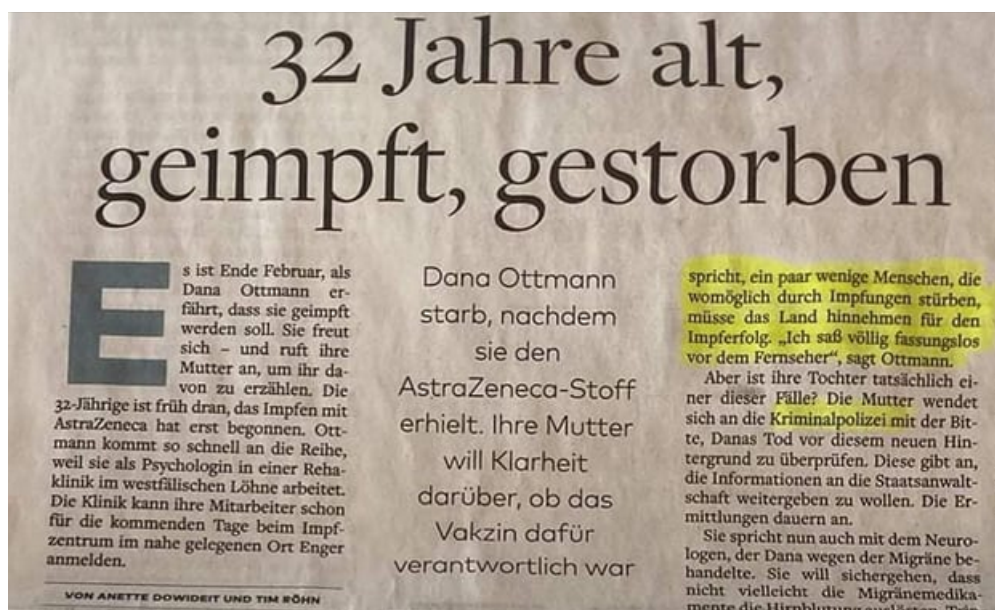 32 Jahre alt,
geimpft, gestorben
Es ist Ende Februar, als
Dana Ottmann er-
fährt, dass sie geimpft
werden soll. Sie freut
sich – und ruft ihre
Mutter an, um ihr da-
von zu erzählen. Die
32-Jährige ist früh dran, das Impfen mit
AstraZeneca hat erst begonnen. Ott-
mann kommt so schnell an die Reihe,
weil sie als Psychologin in einer Reha-
klinik im westfälischen Löhne arbeitet.
Die Klinik kann ihre Mitarbeiter schon
für die kommenden Tage beim Impf-
zentrum im nahe gelegenen Ort Enger
anmelden.
VON ANETTE DOWIDEIT UND TIM RÖHN
Dana Ottmann
starb, nachdem
sie den
AstraZeneca-Stoff
erhielt. Ihre Mutter
will Klarheit
darüber, ob das
Vakzin dafür
verantwortlich war
spricht, ein paar wenige Menschen, die
womöglich durch Impfungen stürben,
müsse das Land hinnehmen für den
Impferfolg. „Ich saß völlig fassungslos
vor dem Fernseher“, sagt Ottmann.
Aber ist ihre Tochter tatsächlich ei-
ner dieser Fälle? Die Mutter wendet
sich an die Kriminalpolizei mit der Bit-
te, Danas Tod vor diesem neuen Hin-
tergrund zu überprüfen. Diese gibt an,
die Informationen an die Staatsanwalt-
schaft weitergeben zu wollen. Die Er-
mittlungen dauern an.
Sie spricht nun auch mit dem Neuro-
logen, der Dana wegen der Migräne be-
handelte. Sie will sichergehen, dass
nicht vielleicht die Migränemedika-
mente die Hirnblutung